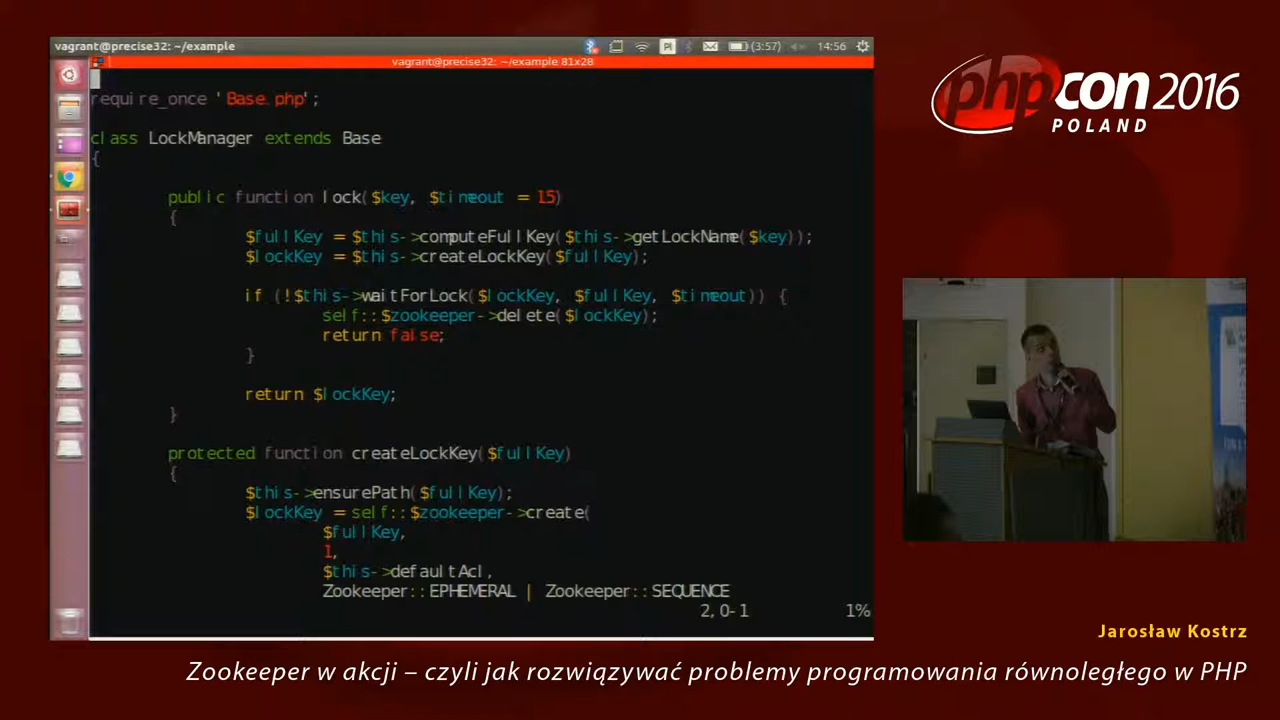 vagrant@precise32: ~/example
Pl
(3:57)
14:56
vagrant@precise32: ~/example 81x28
require_once 'Base.php';
class LockManager extends Base
{
public function lock($key, $timeout = 15)
{
$fullKey = $this->computeFullKey($this->getLockName($key));
$lockKey = $this->createLockKey($fullKey);
if (!$this->waitForLock($lockKey, $fullKey, $timeout)) {
self::$zookeeper->delete($lockKey);
return false;
}
return $lockKey;
}
protected function createLockKey($fullKey)
{
$this->ensurePath($fullKey);
$lockKey = self::$zookeeper->create(
$fullKey,
1,
$this->defaultAcl,
Zookeeper::EPHEMERAL | Zookeeper::SEQUENCE
2,0-1
1%
phpcon 2016
POLAND
Jarosław Kostrz
Zookeeper w akcji – czyli jak rozwiązywać problemy programowania równoległego w PHP